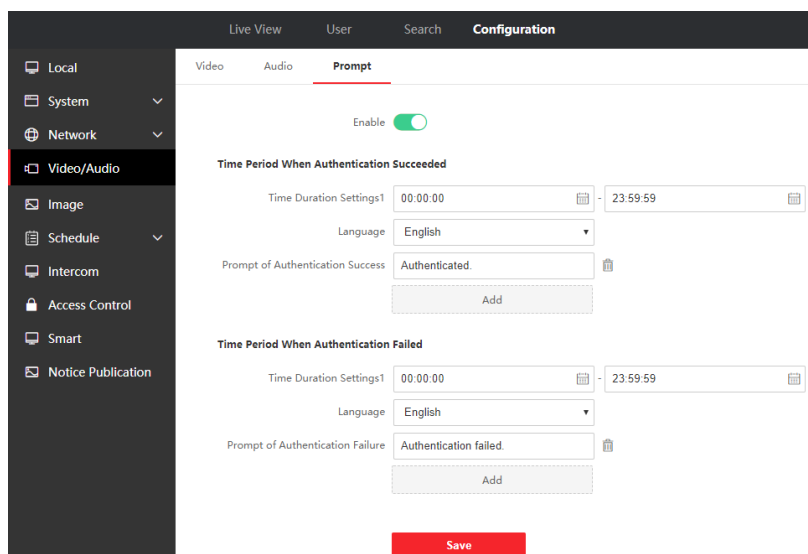 Live View User Search Configuration
Local
System
Network
Video/Audio
Image
Schedule
Intercom
Access Control
Smart
Notice Publication
Video Audio Prompt
Enable
Time Period When Authentication Succeeded
Time Duration Settings1 00:00:00 - 23:59:59
Language English
Prompt of Authentication Success Authenticated.
Add
Time Period When Authentication Failed
Time Duration Settings1 00:00:00 - 23:59:59
Language English
Prompt of Authentication Failure Authentication failed.
Add
Save